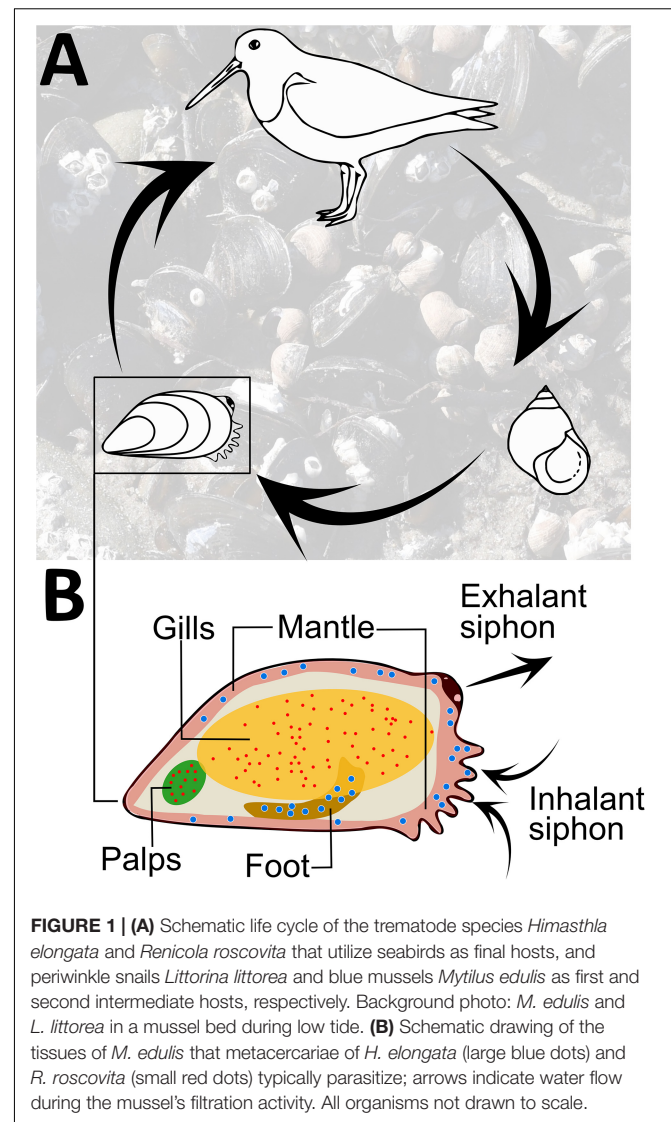 A
B
Exhalant
siphon
Gills
Mantle
Inhalant
siphon
Palps
Foot
FIGURE 1 | (A) Schematic life cycle of the trematode species Himasthla
elongata and Renicola roscovita that utilize seabirds as final hosts, and
periwinkle snails Littorina littorea and blue mussels Mytilus edulis as first and
second intermediate hosts, respectively. Background photo: M. edulis and
L. littorea in a mussel bed during low tide. (B) Schematic drawing of the
tissues of M. edulis that metacercariae of H. elongata (large blue dots) and
R. roscovita (small red dots) typically parasitize; arrows indicate water flow
during the mussel's filtration activity. All organisms not drawn to scale.